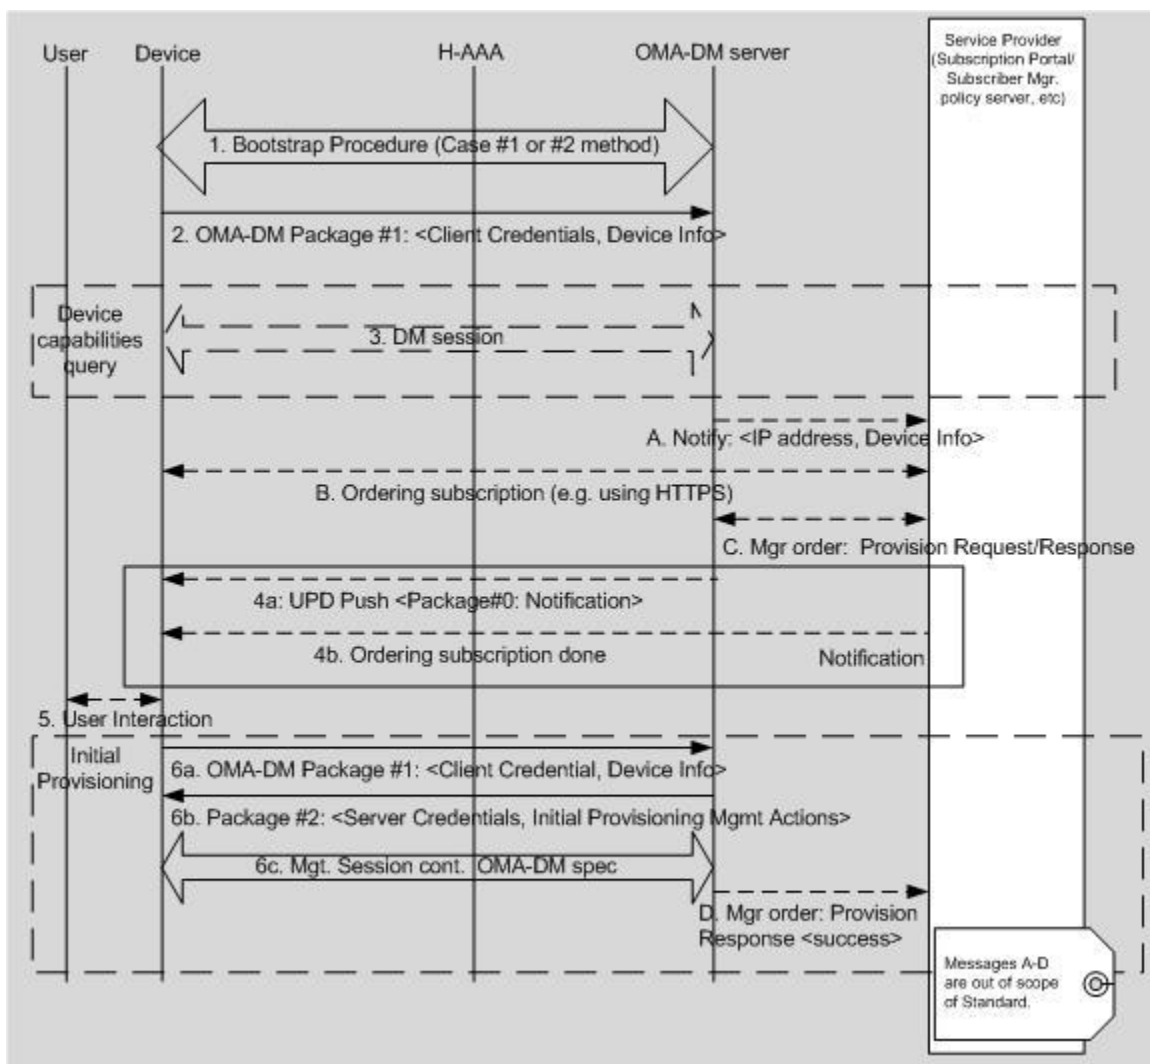 User
Device
H-AAA
OMA-DM server
Service Provider
(Subscription Portal/
Subscriber Mgr.
policy server, etc)
1. Bootstrap Procedure (Case #1 or #2 method)
2. OMA-DM Package #1: <Client Credentials, Device Info>
Device
capabilities
query
3. DM session
A. Notify: <IP address, Device Info>
B. Ordering subscription (e.g. using HTTPS)
C. Mgr order: Provision Request/Response
4a: UPD Push <Package#0: Notification>
4b. Ordering subscription done
Notification
5. User Interaction
Initial
Provisioning
6a. OMA-DM Package #1: <Client Credential, Device Info>
6b. Package #2: <Server Credentials, Initial Provisioning Mgmt Actions>
6c. Mgt. Session cont. OMA-DM spec
D. Mgr order: Provision
Response <success>
Messages A-D
are out of scope
of Standard.